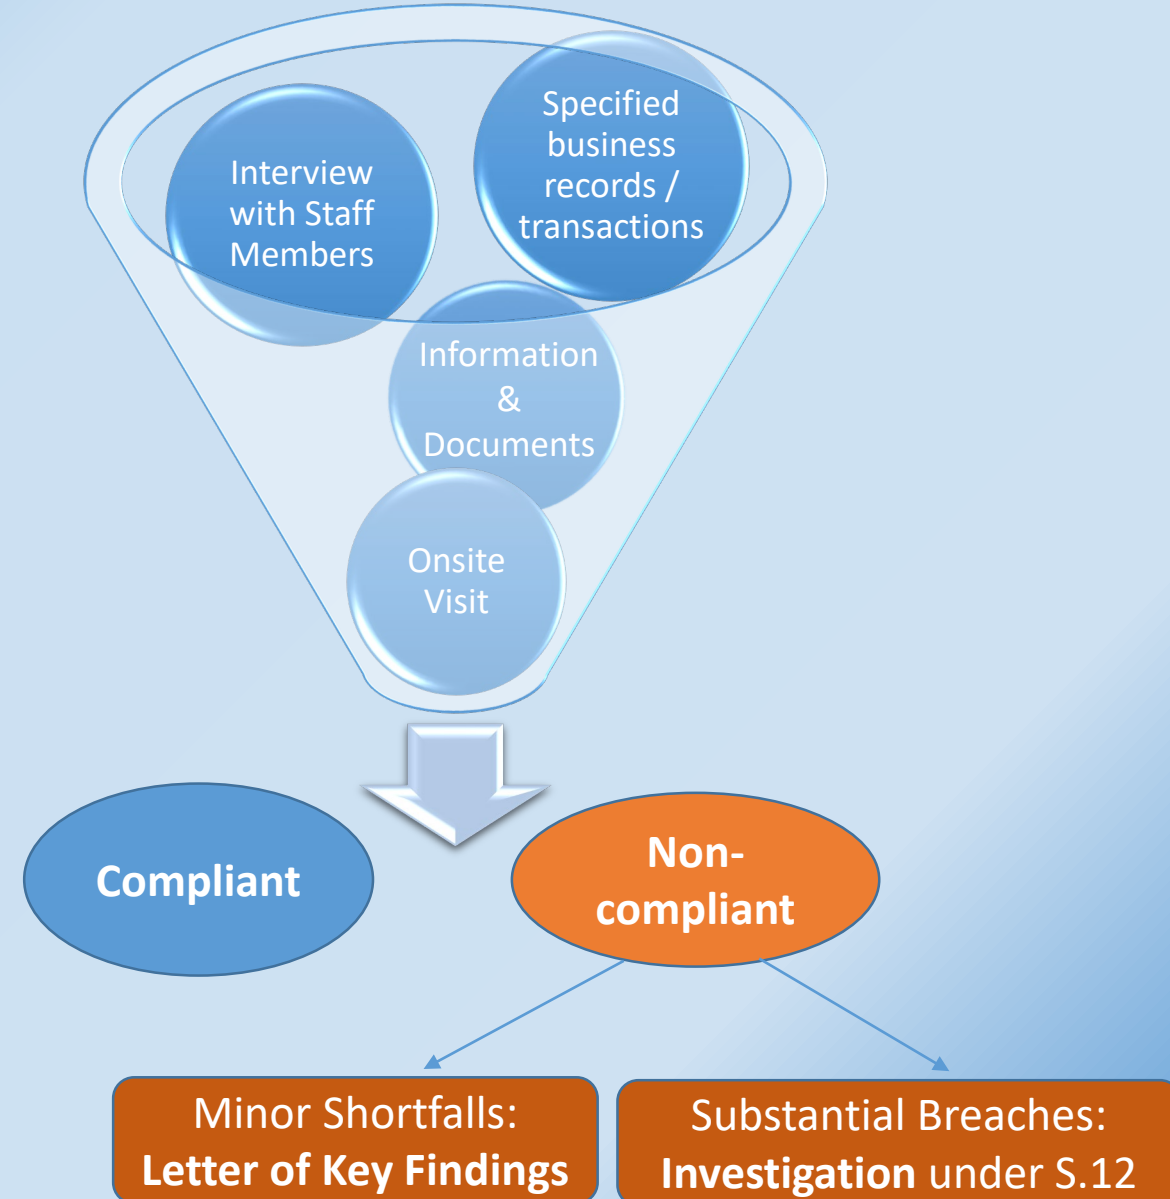 Interview
with Staff
Members
Specified
business
records /
transactions
Information
&
Documents
Onsite
Visit
Compliant
Non-
compliant
Minor Shortfalls:
Letter of Key Findings
Substantial Breaches:
Investigation under S.12